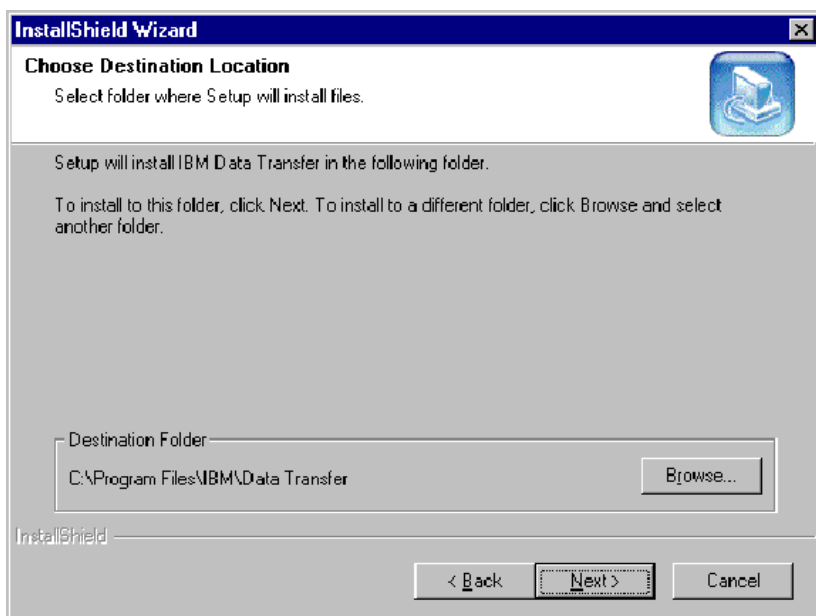 InstallShield Wizard
Choose Destination Location
Select folder where Setup will install files.
Setup will install IBM Data Transfer in the following folder.
To install to this folder, click Next. To install to a different folder, click Browse and select
another folder.
Destination Folder
C:\Program Files\IBM\Data Transfer
Browse...
InstallShield
< Back
Next >
Cancel